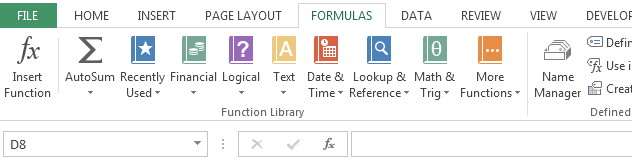 FILE HOME INSERT PAGE LAYOUT FORMULAS DATA REVIEW VIEW DEVELOP
fx Σ A ? θ
Insert Function
AutoSum
Recently Used
Financial
Logical
Text
Date & Time
Lookup & Reference
Math & Trig
More Functions
Name Manager
Defin
Use i
Creat
Function Library
Defined
D8
fx